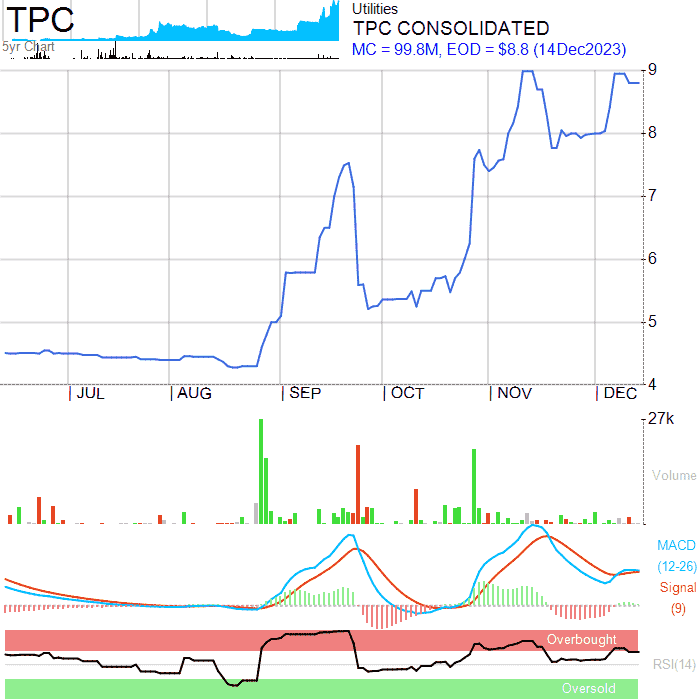 TPC
5yr Chart
Utilities
TPC CONSOLIDATED
MC = 99.8M, EOD = $8.8 (14Dec2023)
9
8
7
6
5
4
JUL
AUG
SEP
OCT
NOV
DEC
27k
Volume
MACD
(12-26)
Signal
(9)
Overbought
RSI(14)
Oversold